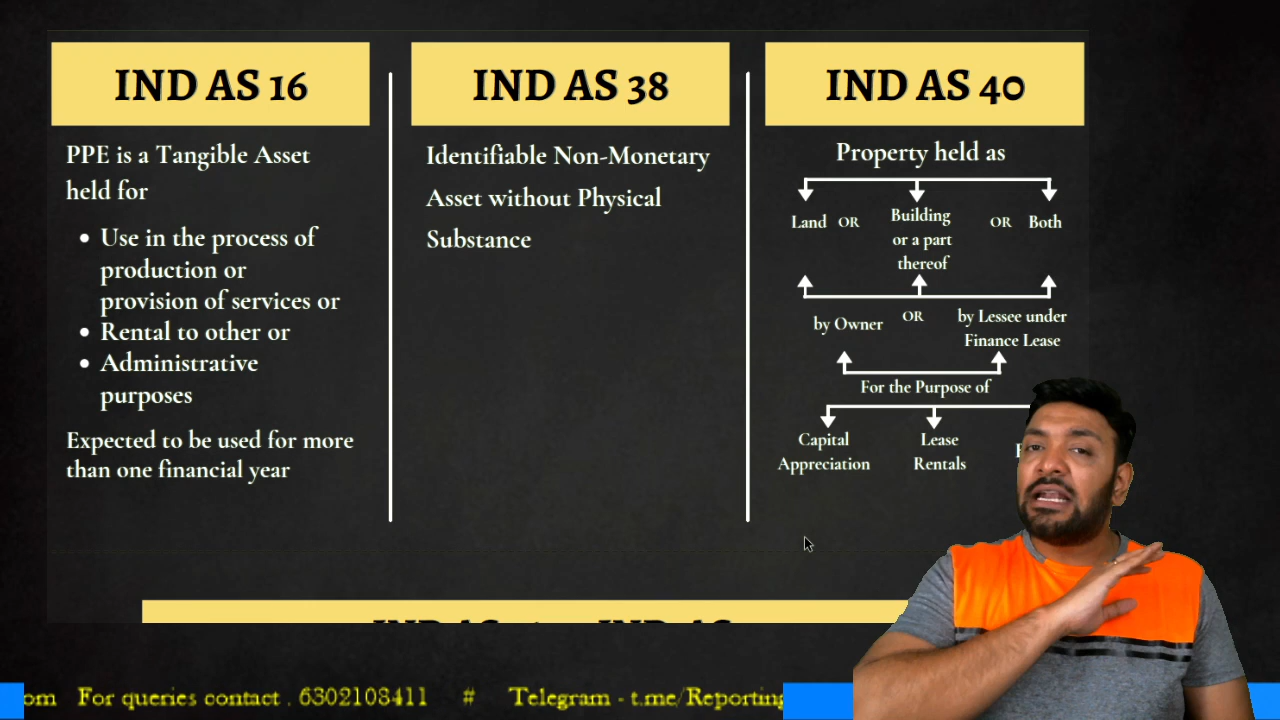 IND AS 16
PPE is a Tangible Asset
held for
• Use in the process of
production or
provision of services or
• Rental to other or
• Administrative
purposes
Expected to be used for more
than one financial year
IND AS 38
Identifiable Non-Monetary
Asset without Physical
Substance
IND AS 40
Property held as
Land OR Building OR Both
or a part
thereof
by Owner OR by Lessee under
Finance Lease
For the Purpose of
Capital Lease
Appreciation Rentals
om For queries contact . 6302108411 # Telegram - t.me/Reporting